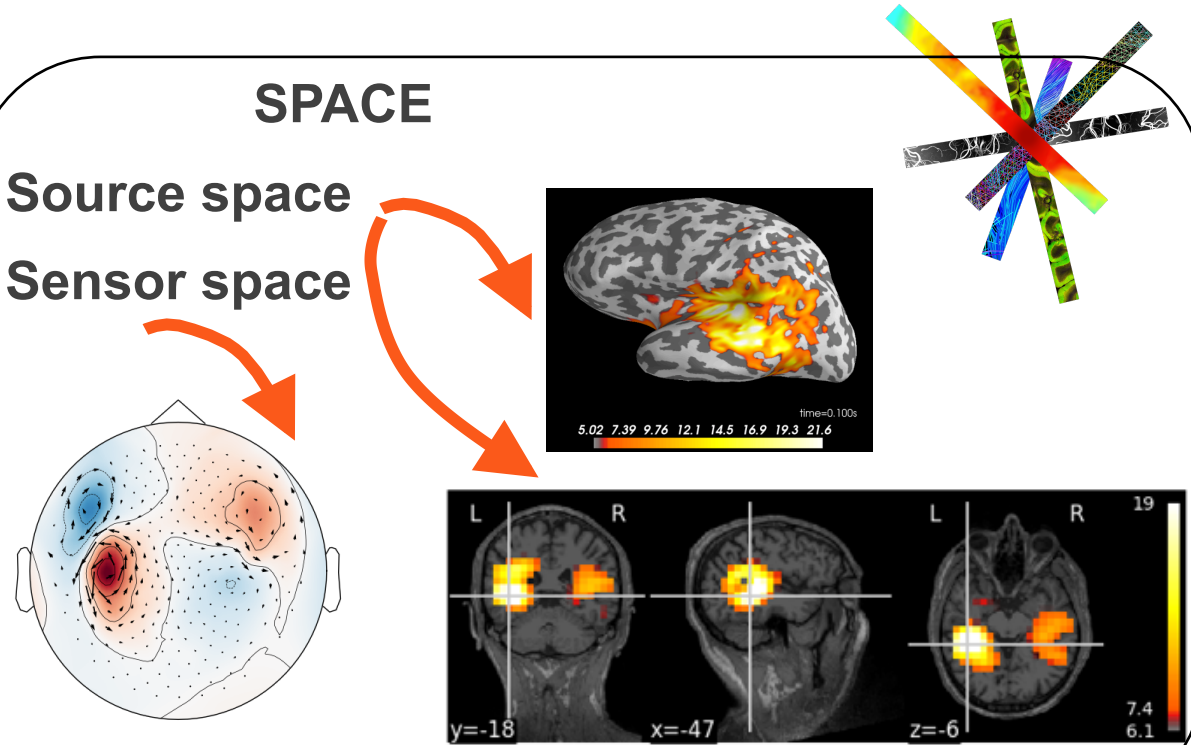 SPACE
Source space
Sensor space
time=0.100s
5.02 7.39 9.76 12.1 14.5 16.9 19.3 21.6
L R L R 19
7.4
6.1
y=-18 x=-47 z=-6